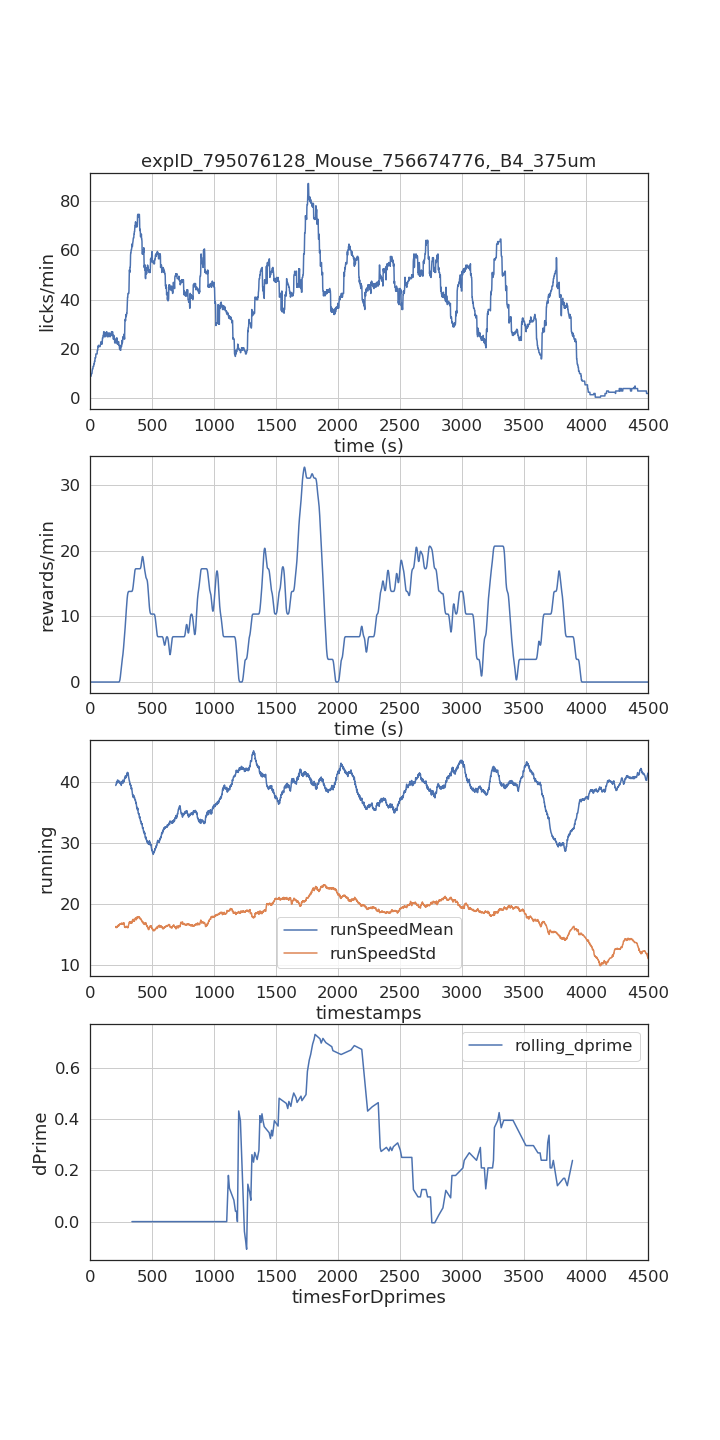 expID_795076128_Mouse_756674776,_B4_375um
80
60
40
20
0
licks/min
0 500 1000 1500 2000 2500 3000 3500 4000 4500
time (s)
30
20
10
0
rewards/min
0 500 1000 1500 2000 2500 3000 3500 4000 4500
time (s)
40
30
20
10
running
runSpeedMean
runSpeedStd
0 500 1000 1500 2000 2500 3000 3500 4000 4500
timestamps
rolling_dprime
0.6
0.4
0.2
0.0
dPrime
0 500 1000 1500 2000 2500 3000 3500 4000 4500
timesForDprimes